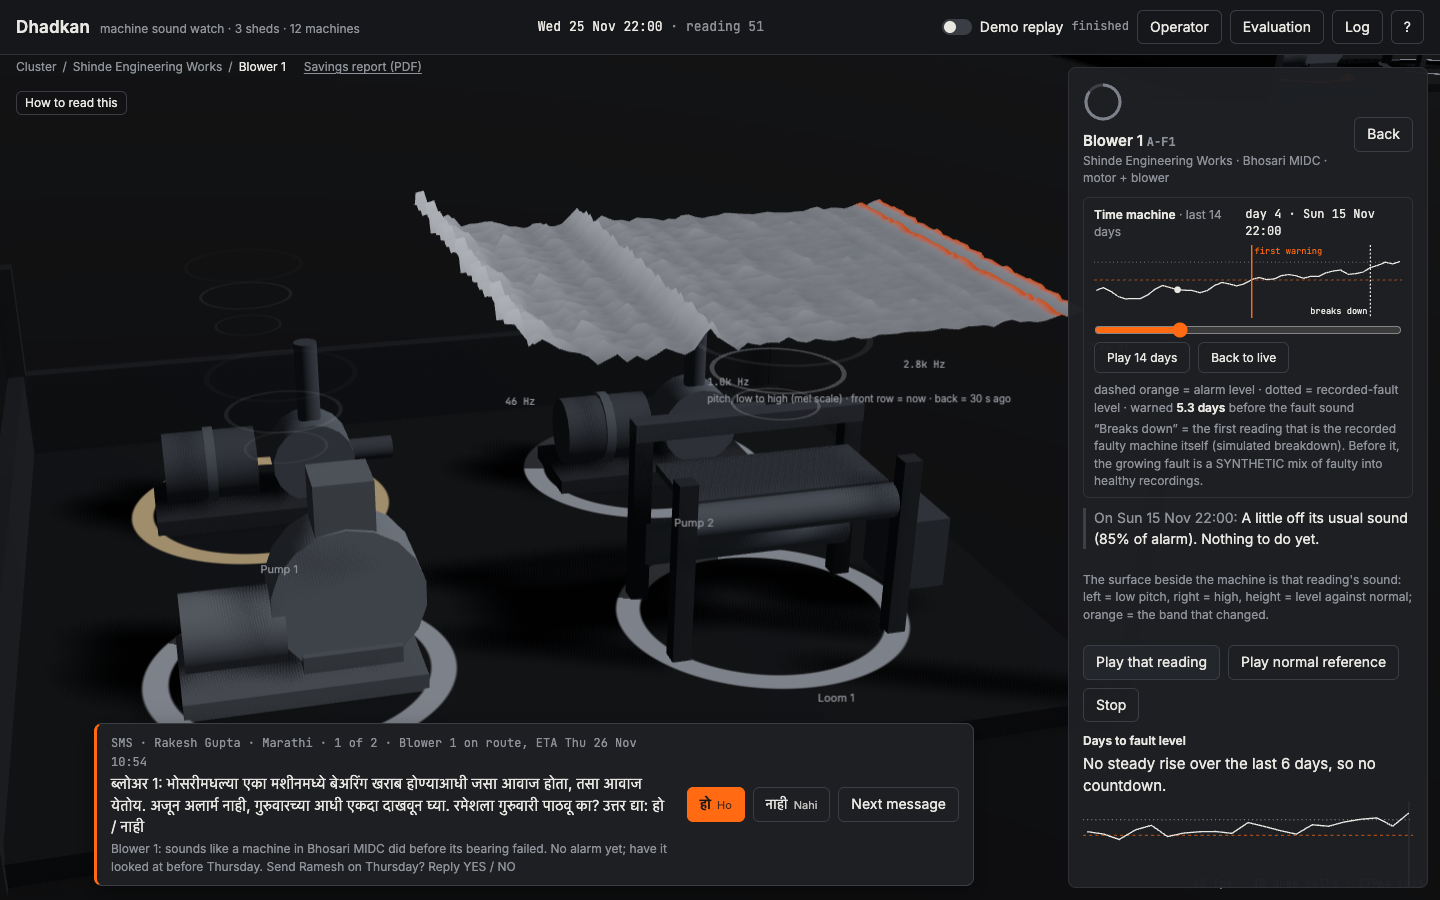 Dhadkan machine sound watch · 3 sheds · 12 machines
Wed 25 Nov 22:00 · reading 51
Demo replay finished
Operator
Evaluation
Log
?
Cluster / Shinde Engineering Works / Blower 1 Savings report (PDF)
How to read this
46 Hz
1.0k Hz
2.8k Hz
pitch, low to high (mel scale) · front row = now · back = 30 s ago
Pump 2
Pump 1
Loom 1
Blower 1 A-F1
Back
Shinde Engineering Works · Bhosari MIDC ·
motor + blower
Time machine · last 14
days
day 4 · Sun 15 Nov
22:00
first warning
breaks down
Play 14 days
Back to live
dashed orange = alarm level · dotted = recorded-fault
level · warned 5.3 days before the fault sound
“Breaks down” = the first reading that is the recorded
faulty machine itself (simulated breakdown). Before it,
the growing fault is a SYNTHETIC mix of faulty into
healthy recordings.
On Sun 15 Nov 22:00: A little off its usual sound
(85% of alarm). Nothing to do yet.
The surface beside the machine is that reading's sound:
left = low pitch, right = high, height = level against normal;
orange = the band that changed.
Play that reading
Play normal reference
Stop
Days to fault level
No steady rise over the last 6 days, so no
countdown.
SMS · Rakesh Gupta · Marathi · 1 of 2 · Blower 1 on route, ETA Thu 26 Nov
10:54
ब्लोअर 1: भोसरीमधल्या एका मशीनमध्ये बेअरिंग खराब होण्याआधी जसा आवाज होता, तसा आवाज
येतोय. अजून अलार्म नाही, गुरुवारच्या आधी एकदा दाखवून घ्या. रमेशला गुरुवारी पाठवू का? उत्तर द्या: हो
/ नाही
Blower 1: sounds like a machine in Bhosari MIDC did before its bearing failed. No alarm yet; have it
looked at before Thursday. Send Ramesh on Thursday? Reply YES / NO
हो Ho
नाही Nahi
Next message